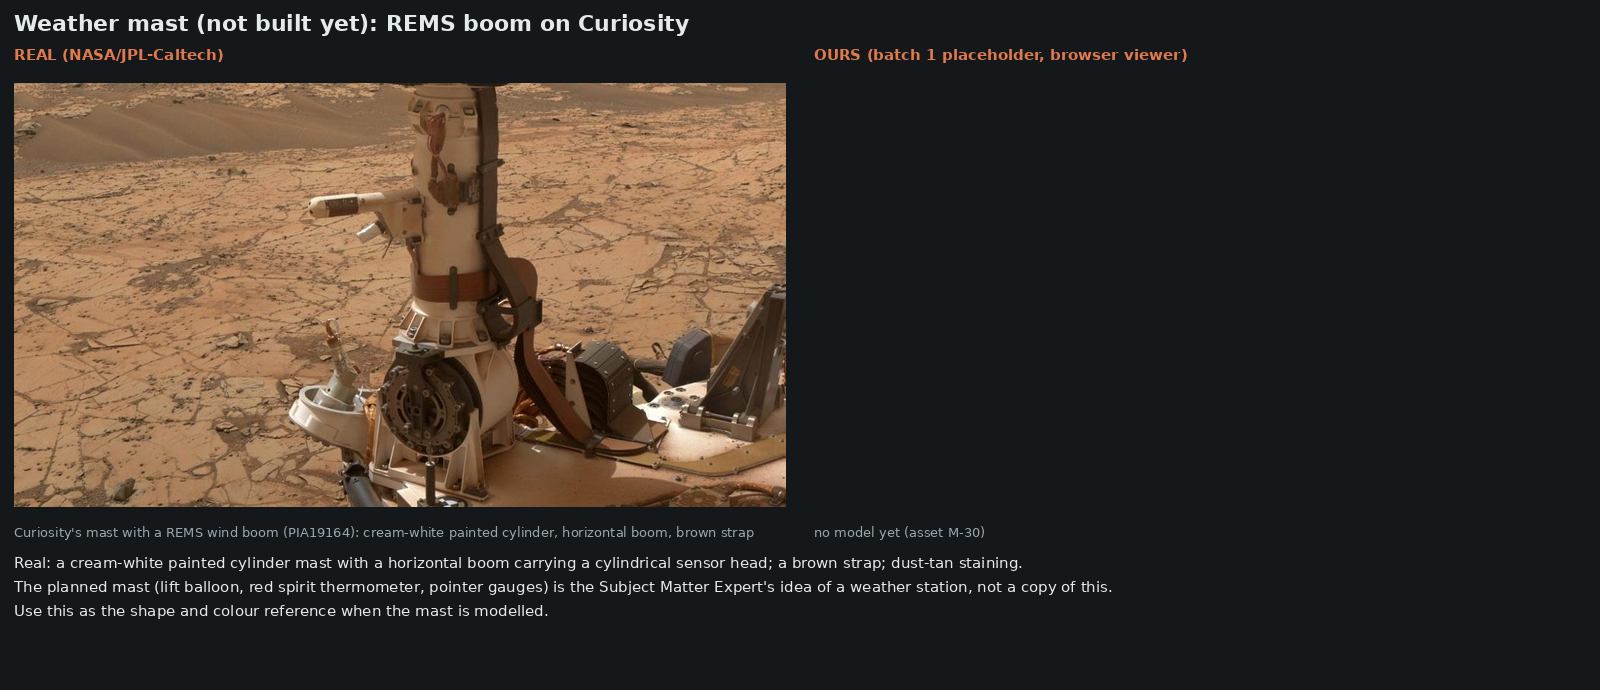 Weather mast (not built yet): REMS boom on Curiosity
REAL (NASA/JPL-Caltech)
OURS (batch 1 placeholder, browser viewer)
Curiosity's mast with a REMS wind boom (PIA19164): cream-white painted cylinder, horizontal boom, brown strap
no model yet (asset M-30)
Real: a cream-white painted cylinder mast with a horizontal boom carrying a cylindrical sensor head; a brown strap; dust-tan staining.
The planned mast (lift balloon, red spirit thermometer, pointer gauges) is the Subject Matter Expert's idea of a weather station, not a copy of this.
Use this as the shape and colour reference when the mast is modelled.